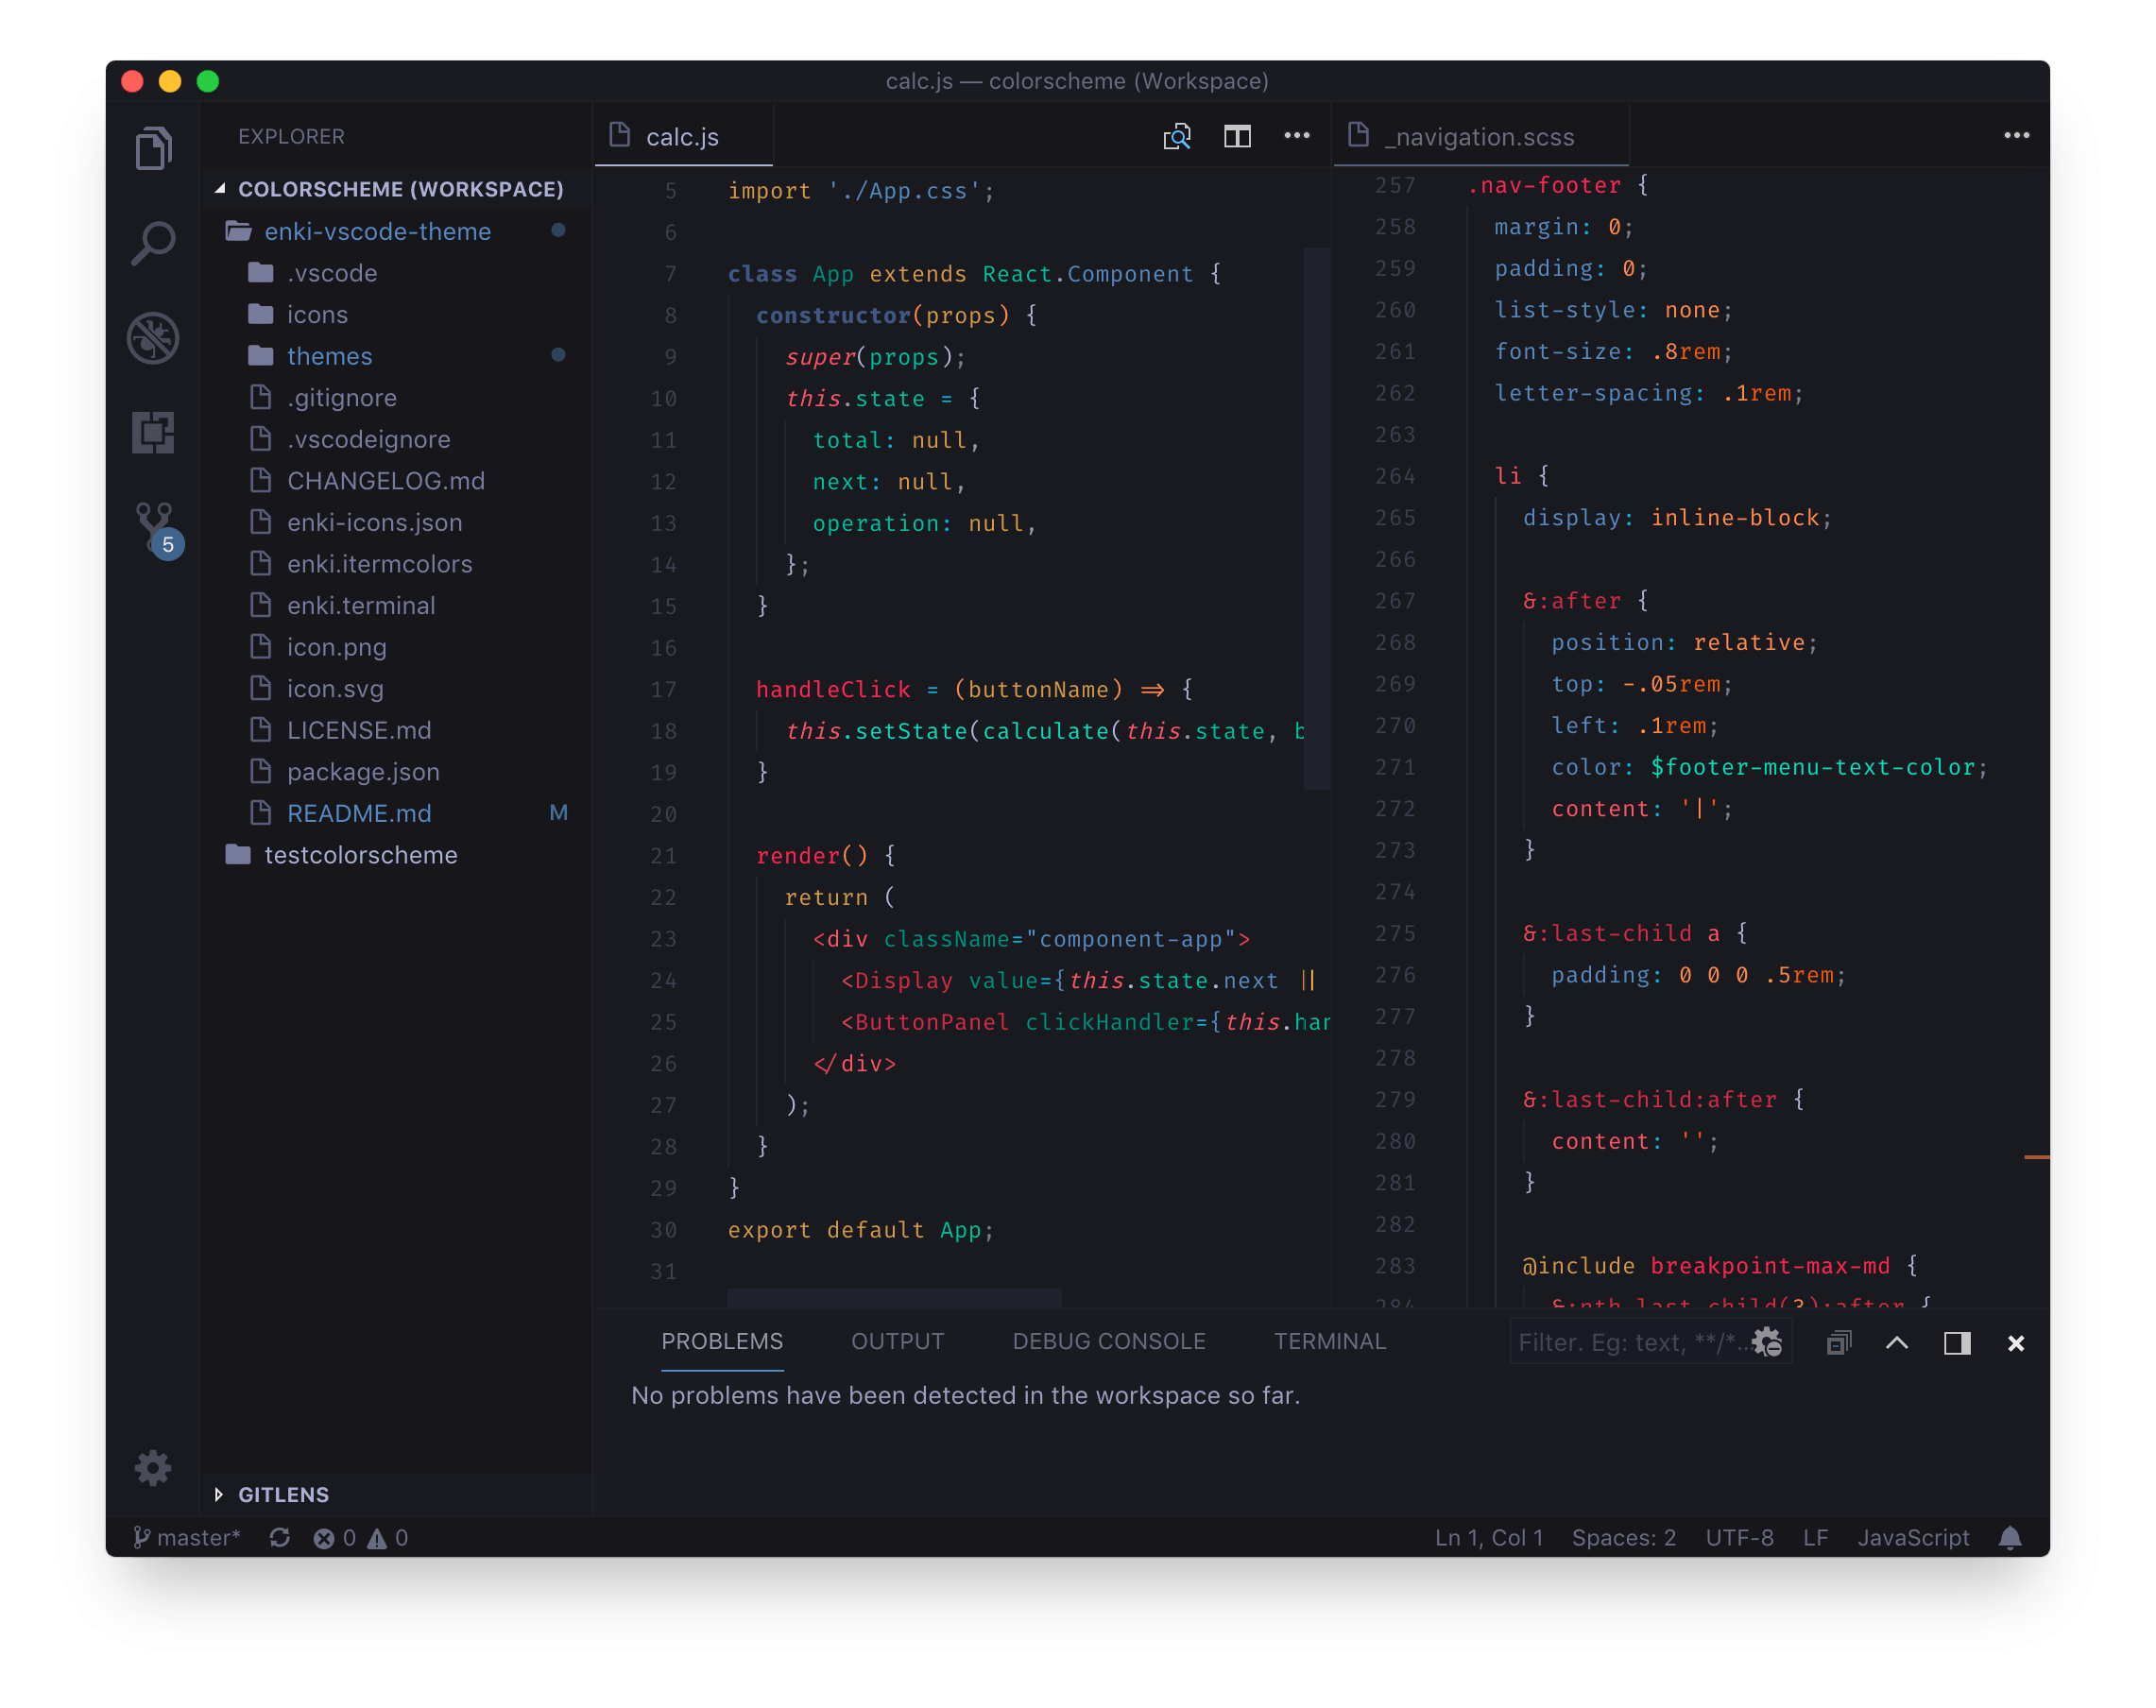 calc.js — colorscheme (Workspace)
EXPLORER
COLORSCHEME (WORKSPACE)
enki-vscode-theme
.vscode
icons
themes
.gitignore
.vscodeignore
CHANGELOG.md
enki-icons.json
enki.itermcolors
enki.terminal
icon.png
icon.svg
LICENSE.md
package.json
README.md M
testcolorscheme
GITLENS
5
calc.js
5 import './App.css';
6
7 class App extends React.Component {
8 constructor(props) {
9 super(props);
10 this.state = {
11 total: null,
12 next: null,
13 operation: null,
14 };
15 }
16
17 handleClick = (buttonName) => {
18 this.setState(calculate(this.state, b
19 }
20
21 render() {
22 return (
23 <div className="component-app">
24 <Display value={this.state.next ||
25 <ButtonPanel clickHandler={this.han
26 </div>
27 );
28 }
29 }
30 export default App;
31
_navigation.scss
257 .nav-footer {
258 margin: 0;
259 padding: 0;
260 list-style: none;
261 font-size: .8rem;
262 letter-spacing: .1rem;
263
264 li {
265 display: inline-block;
266
267 &:after {
268 position: relative;
269 top: -.05rem;
270 left: .1rem;
271 color: $footer-menu-text-color;
272 content: '|';
273 }
274
275 &:last-child a {
276 padding: 0 0 0 .5rem;
277 }
278
279 &:last-child:after {
280 content: '';
281 }
282
283 @include breakpoint-max-md {
284 &:nth-last-child(3):after {
PROBLEMS OUTPUT DEBUG CONSOLE TERMINAL
Filter. Eg: text, **/*...
No problems have been detected in the workspace so far.
master* 0 0
Ln 1, Col 1 Spaces: 2 UTF-8 LF JavaScript